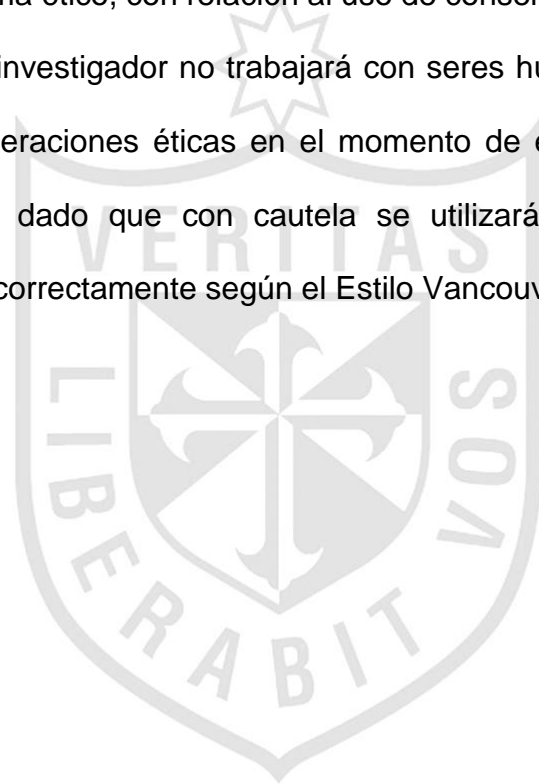 ético, con relación al uso de
investigador no trabajará con seres
eraciones éticas en el momento de
dado que con cautela se utilizará
correctamente según el Estilo
VERITAS
LIBERABIT VOS